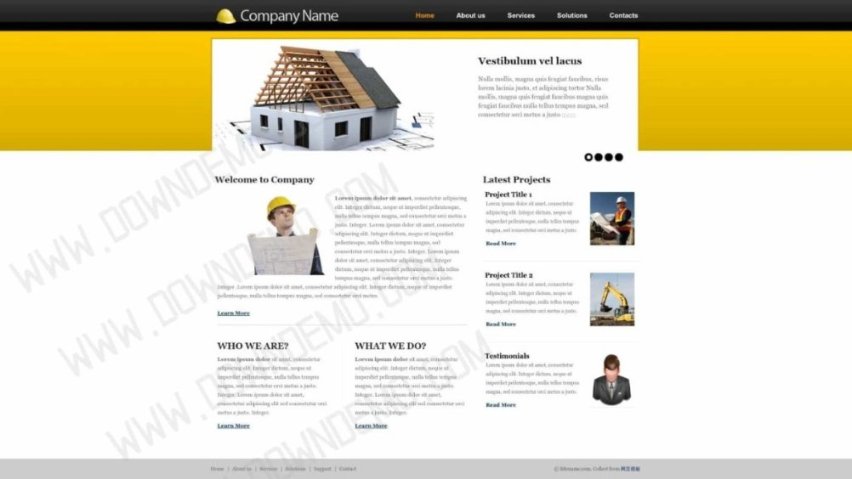 Company Name
Home
About us
Services
Solutions
Contacts
Vestibulum vel lacus
Nulla mollis, magna quis feugiat faucibus, risus
lorem lacinia justo, et adipiscing tortor Nulla
mollis, magna quis feugiat faucibus magna quis
feugiat faucibus nulla tellus tempus magna, sed
consectetur orci metus a justo more
Welcome to Company
Lorem ipsum dolor sit amet, consectetur adipiscing
elit. Integer dictum, neque ut imperdiet pellentesque,
nulla tellus tempus magna, sed consectetur orci metus a
justo. Integer. Lorem ipsum dolor sit amet, consectetur
adipiscing elit. Integer dictum, neque ut imperdiet
pellentesque, nulla tellus tempus magna, sed consectetur
orci metus a justo. Integer. Lorem ipsum
dolor sit amet, consectetur adipiscing elit. Integer
dictum, neque ut imperdiet pellentesque, nulla tellus
tempus magna, sed consectetur orci metus a justo.
Integer. Lorem ipsum dolor sit amet, consectetur adipiscing elit. Integer dictum, neque ut imperdiet
pellentesque, nulla tellus tempus magna, sed consectetur orci metus.
Learn More
WHO WE ARE?
Lorem ipsum dolor sit amet, consectetur
adipiscing elit. Integer dictum, neque ut
imperdiet pellentesque, nulla tellus tempus
magna, sed consectetur orci metus a justo.
Integer. Lorem ipsum dolor sit amet,
consectetur adipiscing elit sed consectetur orci
metus a justo. Integer.
Learn More
WHAT WE DO?
Lorem ipsum dolor sit amet, consectetur
adipiscing elit. Integer dictum, neque ut
imperdiet pellentesque, nulla tellus tempus
magna, sed consectetur orci metus a justo.
Integer. Lorem ipsum dolor sit amet,
consectetur adipiscing elit sed consectetur orci
metus a justo. Integer.
Learn More
Latest Projects
Project Title 1
Lorem ipsum dolor sit amet, consectetur
adipiscing elit. Integer dictum, neque ut
imperdiet pellentesque, nulla tellus tempus
magna, sed consectetur orci metus a justo.
Read More
Project Title 2
Lorem ipsum dolor sit amet, consectetur
adipiscing elit. Integer dictum, neque ut
imperdiet pellentesque, nulla tellus tempus
magna, sed consectetur orci metus a justo.
Read More
Testimonials
Lorem ipsum dolor sit amet, consectetur
adipiscing elit. Integer dictum, neque ut
imperdiet pellentesque, nulla tellus tempus
magna, sed consectetur orci metus a justo.
Read More
WWW.DOWNDEMO.COM
WWW.DOWNDEMO.COM
WWW.DOWNDEMO.COM
Home | About us | Services | Solutions | Support | Contact
Collect from 网页模板